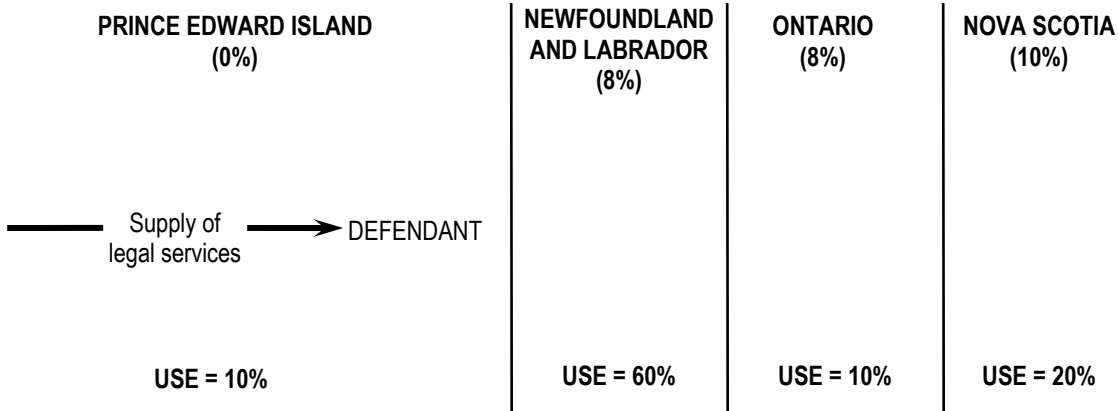 PRINCE EDWARD ISLAND
(0%)
NEWFOUNDLAND
AND LABRADOR
(8%)
ONTARIO
(8%)
NOVA SCOTIA
(10%)
Supply of
legal services
DEFENDANT
USE = 10%
USE = 60%
USE = 10%
USE = 20%